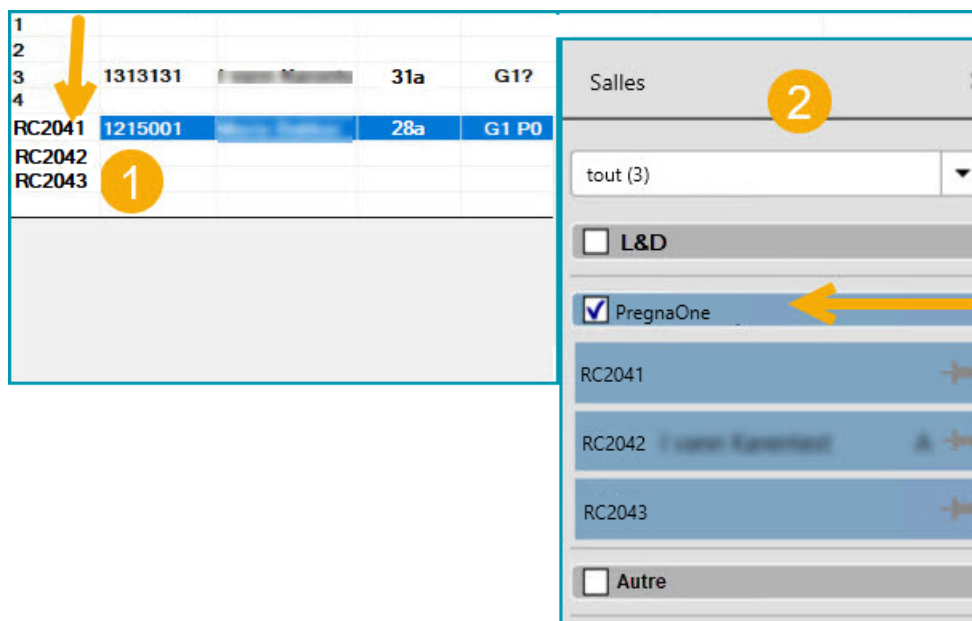 1
2
3 1313131 31a G1?
4
RC2041 1215001 28a G1 P0
RC2042
RC2043
1
Salles
2
tout (3)
L&D
PregnaOne
RC2041
RC2042
RC2043
Autre